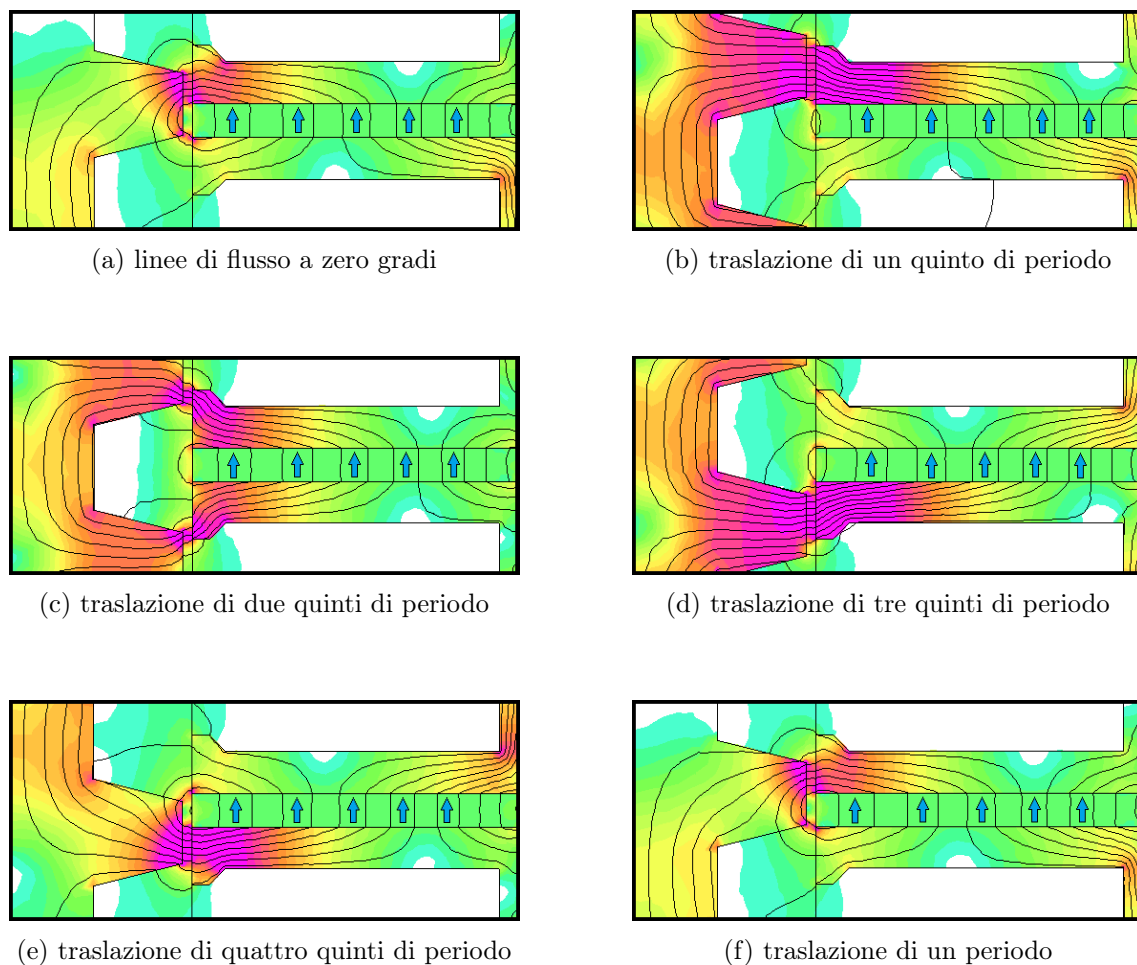 (a) linee di flusso a zero gradi
(b) traslazione di un quinto di periodo
(c) traslazione di due quinti di periodo
(d) traslazione di tre quinti di periodo
(e) traslazione di quattro quinti di periodo
(f) traslazione di un periodo